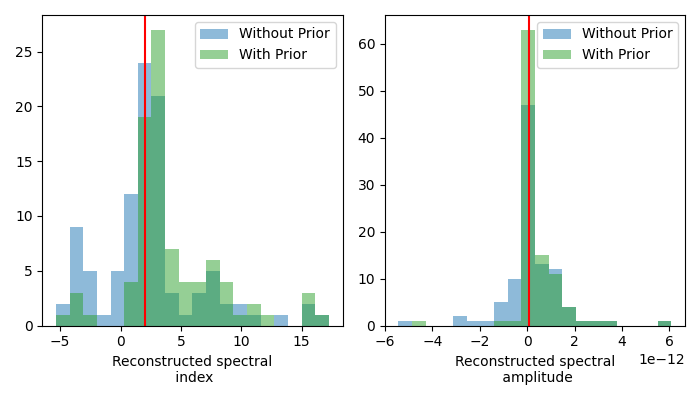 Without Prior
With Prior
25
20
15
10
5
0
−5
0
5
10
15
Reconstructed spectral
index
Without Prior
With Prior
60
50
40
30
20
10
0
−6
−4
−2
0
2
4
6
1e−12
Reconstructed spectral
amplitude